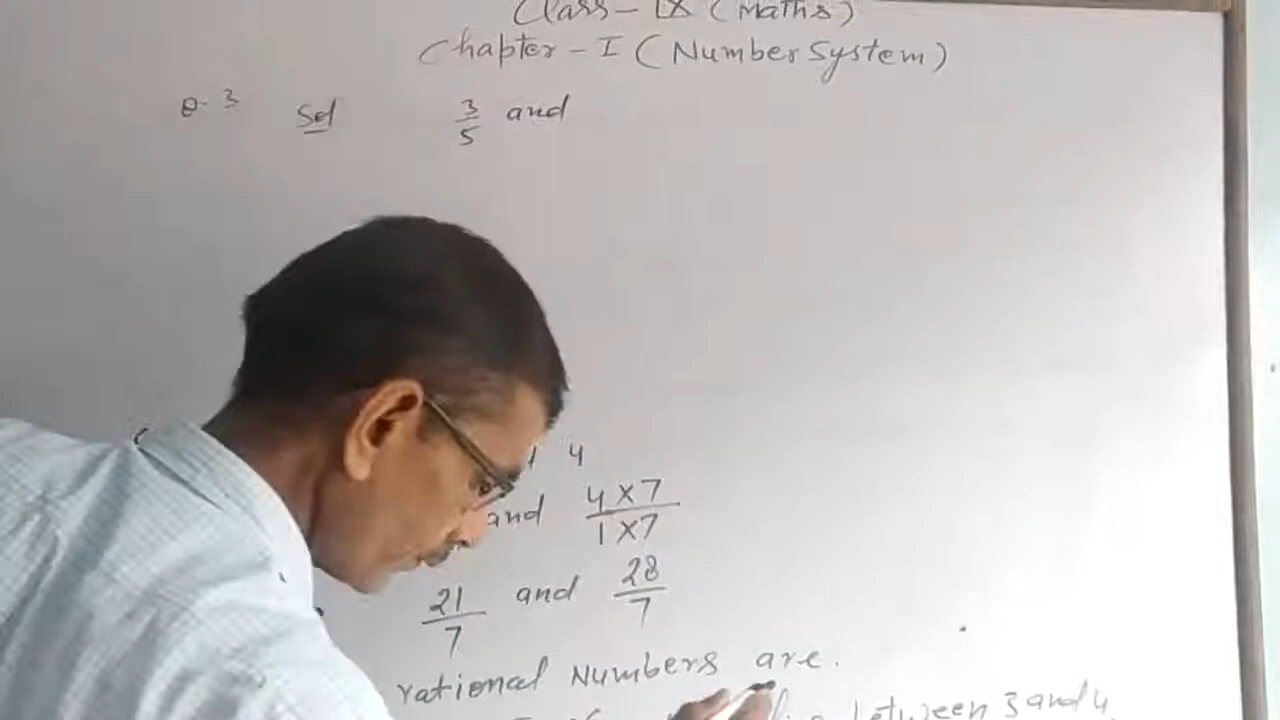 Class - IX (Maths)
Chapter - I (Number System)
Q. 3 Sol 3/5 and
4
and 4 X 7 / 1 X 7
21/7 and 28/7
rational Numbers are.
between 3 and 4